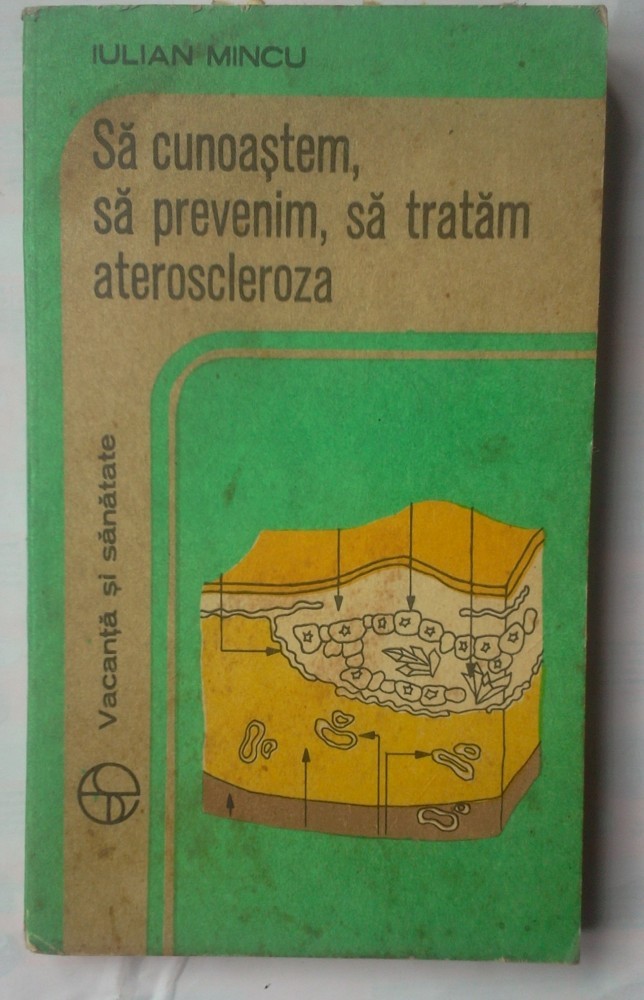 IULIAN MINCU
Să cunoaştem,
să prevenim, să tratăm
ateroscleroza
Vacanţă şi sănătate